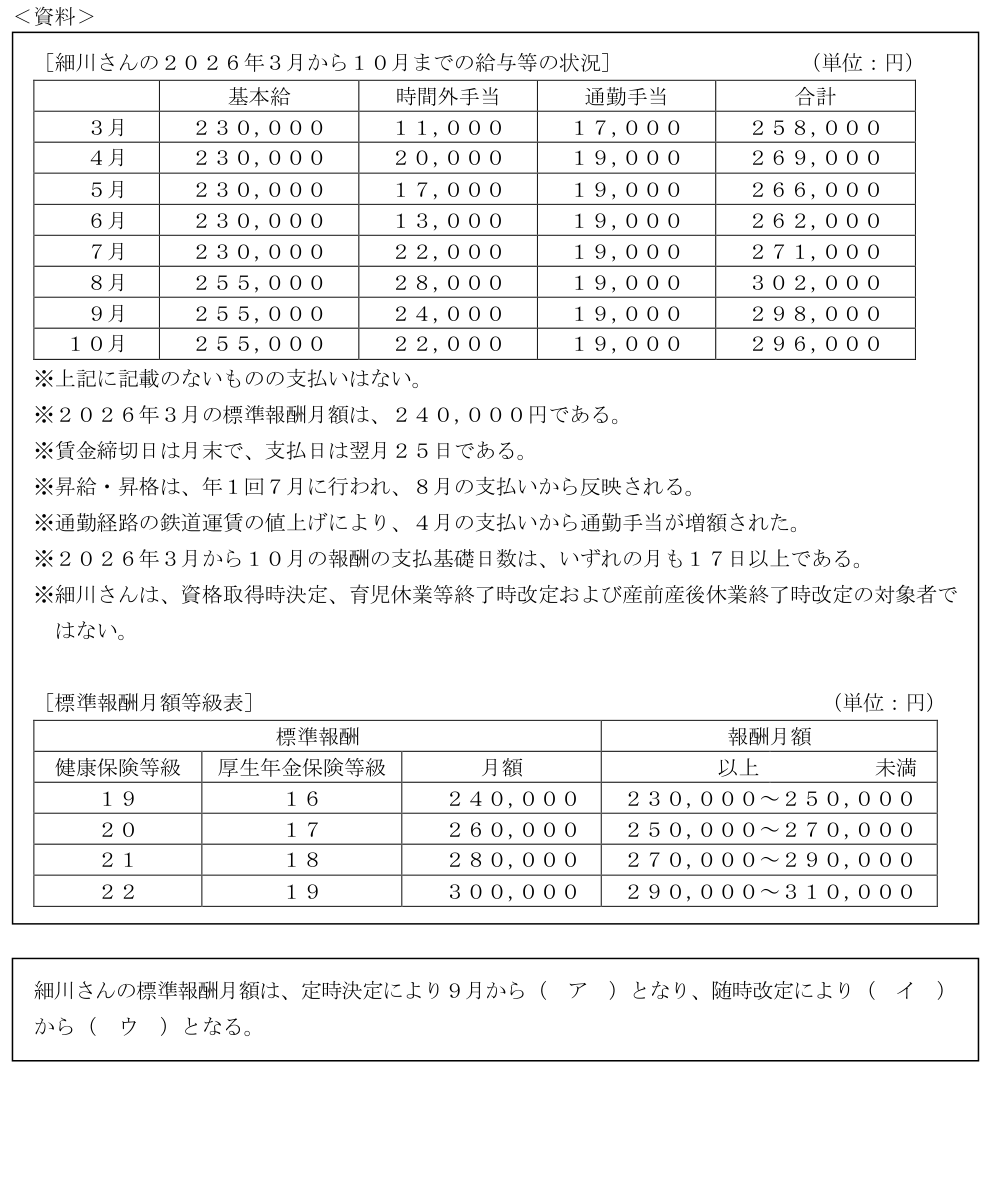 ＜資料＞
［細川さんの２０２６年３月から１０月までの給与等の状況］ （単位：円）
基本給 時間外手当 通勤手当 合計
３月 ２３０,０００ １１,０００ １７,０００ ２５８,０００
４月 ２３０,０００ ２０,０００ １９,０００ ２６９,０００
５月 ２３０,０００ １７,０００ １９,０００ ２６６,０００
６月 ２３０,０００ １３,０００ １９,０００ ２６２,０００
７月 ２３０,０００ ２２,０００ １９,０００ ２７１,０００
８月 ２５５,０００ ２８,０００ １９,０００ ３０２,０００
９月 ２５５,０００ ２４,０００ １９,０００ ２９８,０００
１０月 ２５５,０００ ２２,０００ １９,０００ ２９６,０００
※上記に記載のないものの支払いはない。
※２０２６年３月の標準報酬月額は、２４０,０００円である。
※賃金締切日は月末で、支払日は翌月２５日である。
※昇給・昇格は、年１回７月に行われ、８月の支払いから反映される。
※通勤経路の鉄道運賃の値上げにより、４月の支払いから通勤手当が増額された。
※２０２６年３月から１０月の報酬の支払基礎日数は、いずれの月も１７日以上である。
※細川さんは、資格取得時決定、育児休業等終了時改定および産前産後休業終了時改定の対象者で
はない。
［標準報酬月額等級表］ （単位：円）
標準報酬 報酬月額
健康保険等級 厚生年金保険等級 月額 以上 未満
１９ １６ ２４０,０００ ２３０,０００～２５０,０００
２０ １７ ２６０,０００ ２５０,０００～２７０,０００
２１ １８ ２８０,０００ ２７０,０００～２９０,０００
２２ １９ ３００,０００ ２９０,０００～３１０,０００
細川さんの標準報酬月額は、定時決定により９月から（　ア　）となり、随時改定により（　イ　）
から（　ウ　）となる。